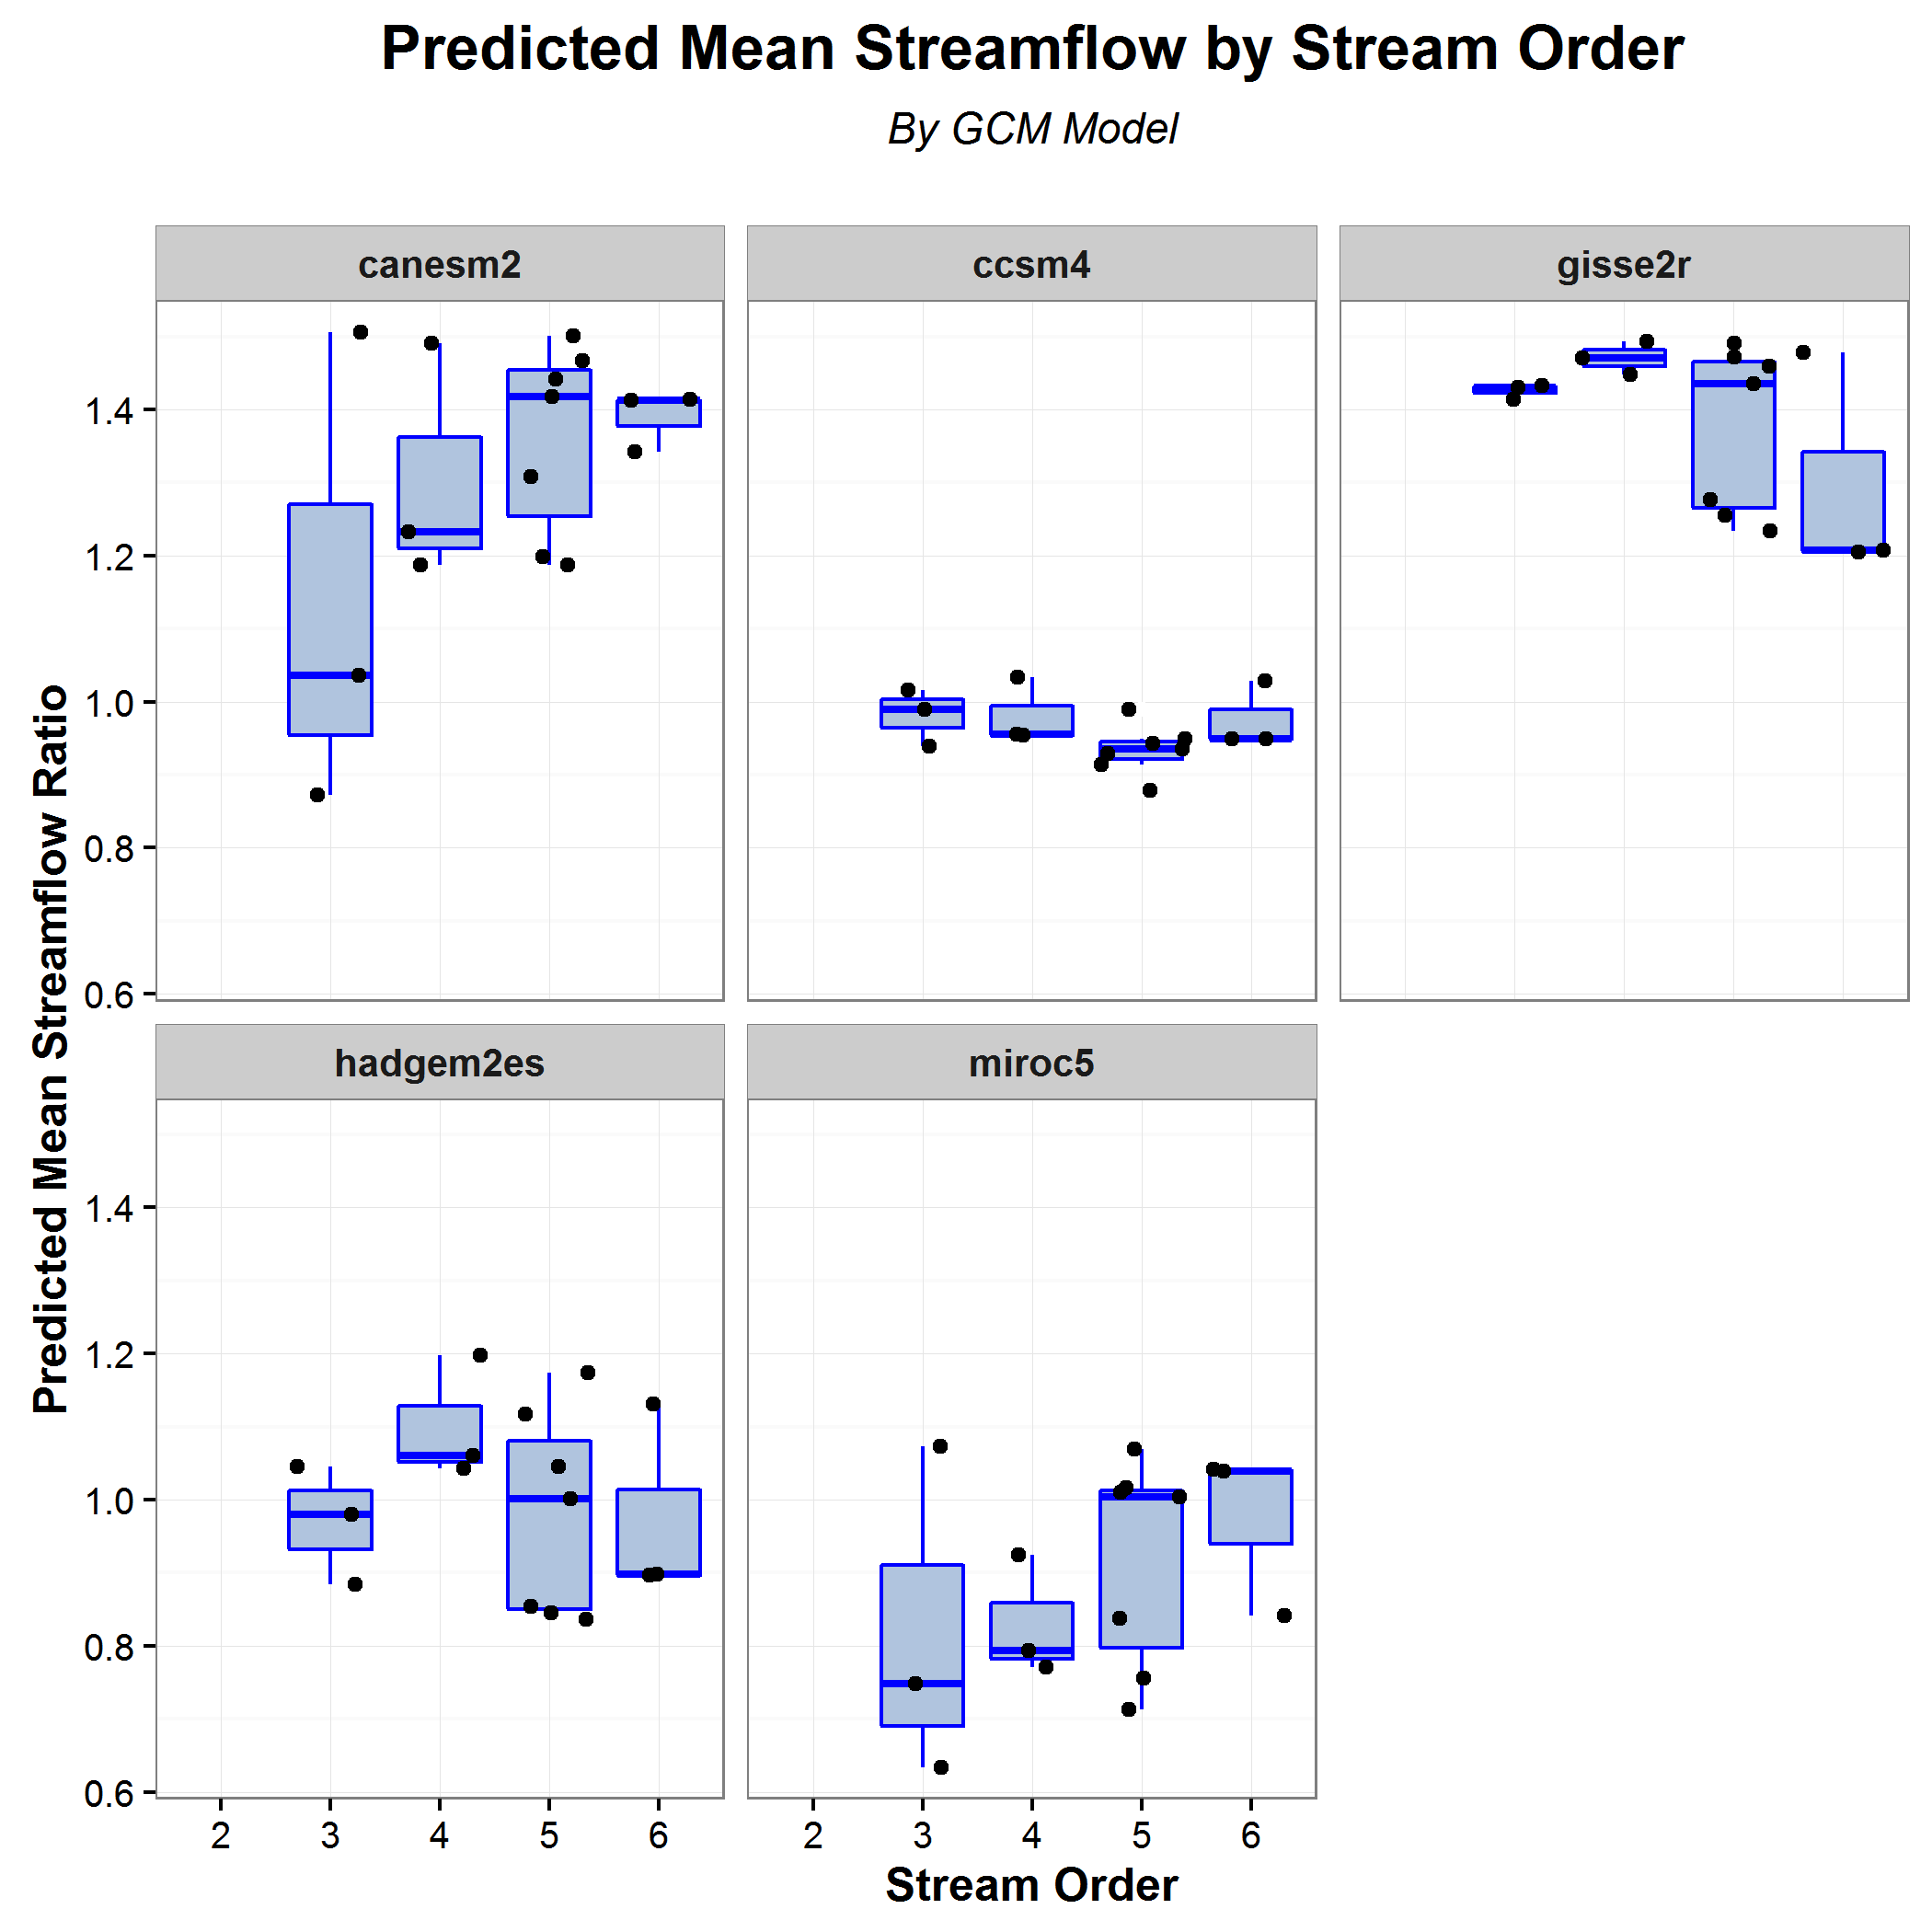 Predicted Mean Streamflow by Stream Order
By GCM Model
canesm2
ccsm4
gisse2r
1.4
1.2
1.0
0.8
0.6
Predicted Mean Streamflow Ratio
hadgem2es
miroc5
1.4
1.2
1.0
0.8
0.6
2 3 4 5 6
2 3 4 5 6
Stream Order